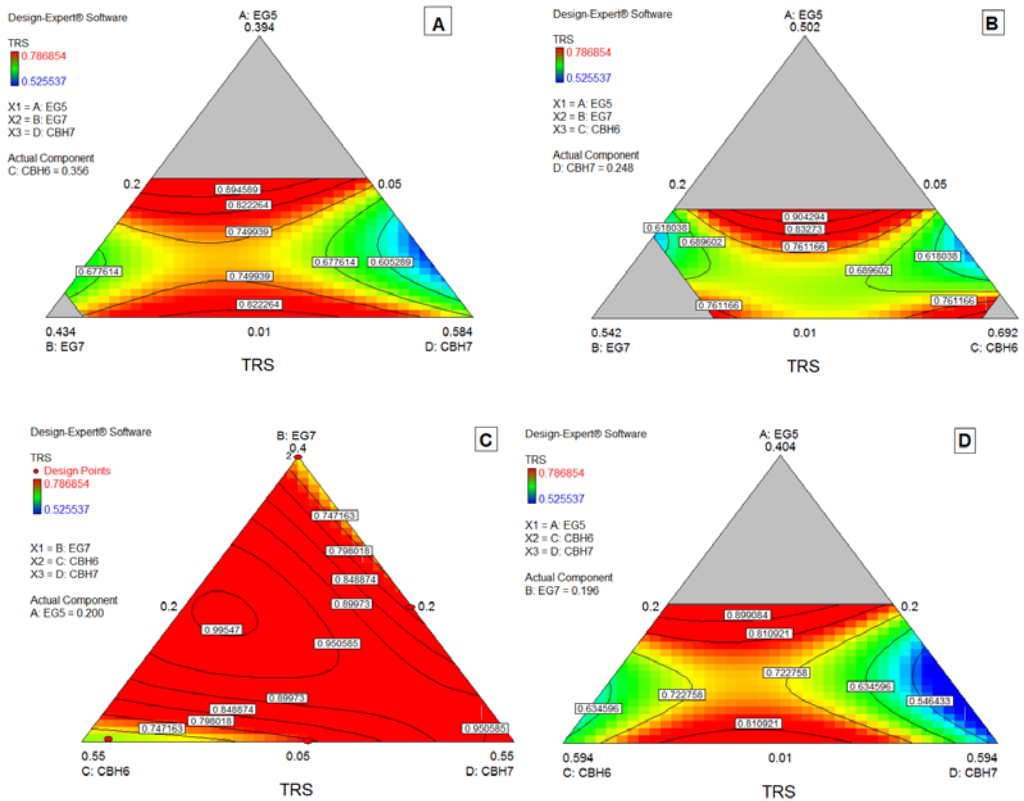 Design-Expert® Software
TRS
0.786854
0.525537
X1 = A: EG5
X2 = B: EG7
X3 = D: CBH7
Actual Component
C: CBH6 = 0.356
A: EG5
0.394
A
0.2
0.05
0.894589
0.822264
0.749939
0.677614
0.677614
0.605289
0.749939
0.822264
0.434
0.01
0.584
B: EG7
D: CBH7
TRS
Design-Expert® Software
TRS
0.786854
0.525537
X1 = A: EG5
X2 = B: EG7
X3 = C: CBH6
Actual Component
D: CBH7 = 0.248
A: EG5
0.502
B
0.2
0.05
0.904294
0.83273
0.761166
0.618038
0.689602
0.618038
0.689602
0.761166
0.761166
0.542
0.01
0.692
B: EG7
C: CBH6
TRS
Design-Expert® Software
TRS
Design Points
0.786854
0.525537
X1 = B: EG7
X2 = C: CBH6
X3 = D: CBH7
Actual Component
A: EG5 = 0.200
B: EG7
0.4
2
C
0.747163
0.798018
0.848874
0.89973
0.2
0.2
0.99547
0.950585
0.89973
0.848874
0.798018
0.747163
0.950585
0.55
0.05
0.55
C: CBH6
D: CBH7
TRS
Design-Expert® Software
TRS
0.786854
0.525537
X1 = A: EG5
X2 = C: CBH6
X3 = D: CBH7
Actual Component
B: EG7 = 0.196
A: EG5
0.404
D
0.2
0.2
0.899084
0.810921
0.722758
0.722758
0.634596
0.634596
0.546433
0.810921
0.594
0.01
0.594
C: CBH6
D: CBH7
TRS